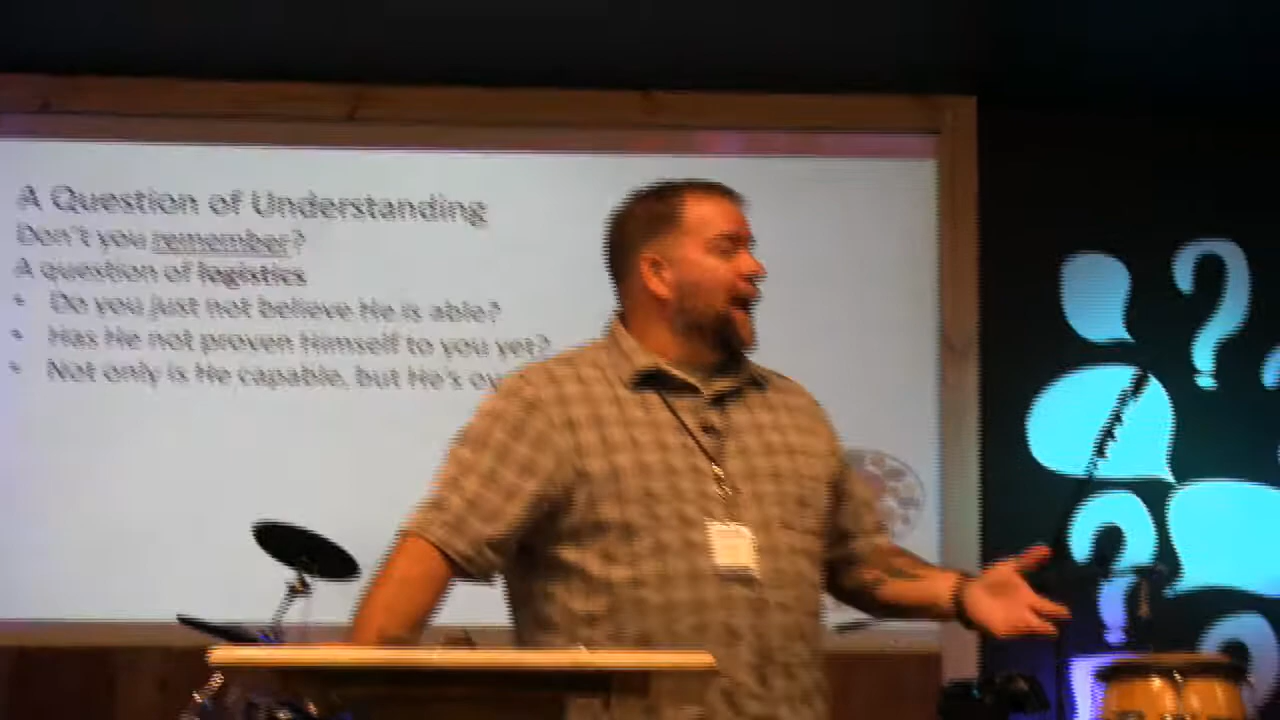 A Question of Understanding
Don't you remember?
A question of logistics
• Do you just not believe He is able?
• Has He not proven Himself to you yet?
• Not only is He capable, but He's